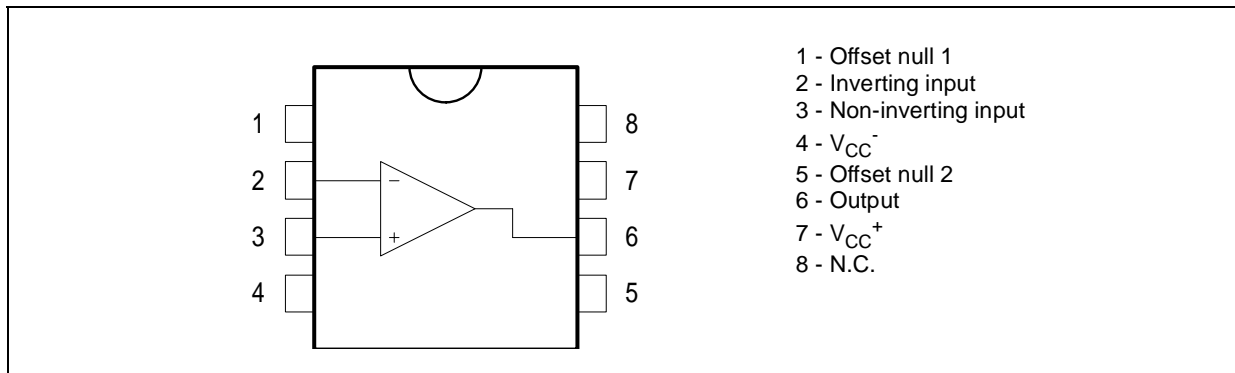 1 8
2 - 7
3 + 6
4 5
1 - Offset null 1
2 - Inverting input
3 - Non-inverting input
4 - VCC-
5 - Offset null 2
6 - Output
7 - VCC+
8 - N.C.